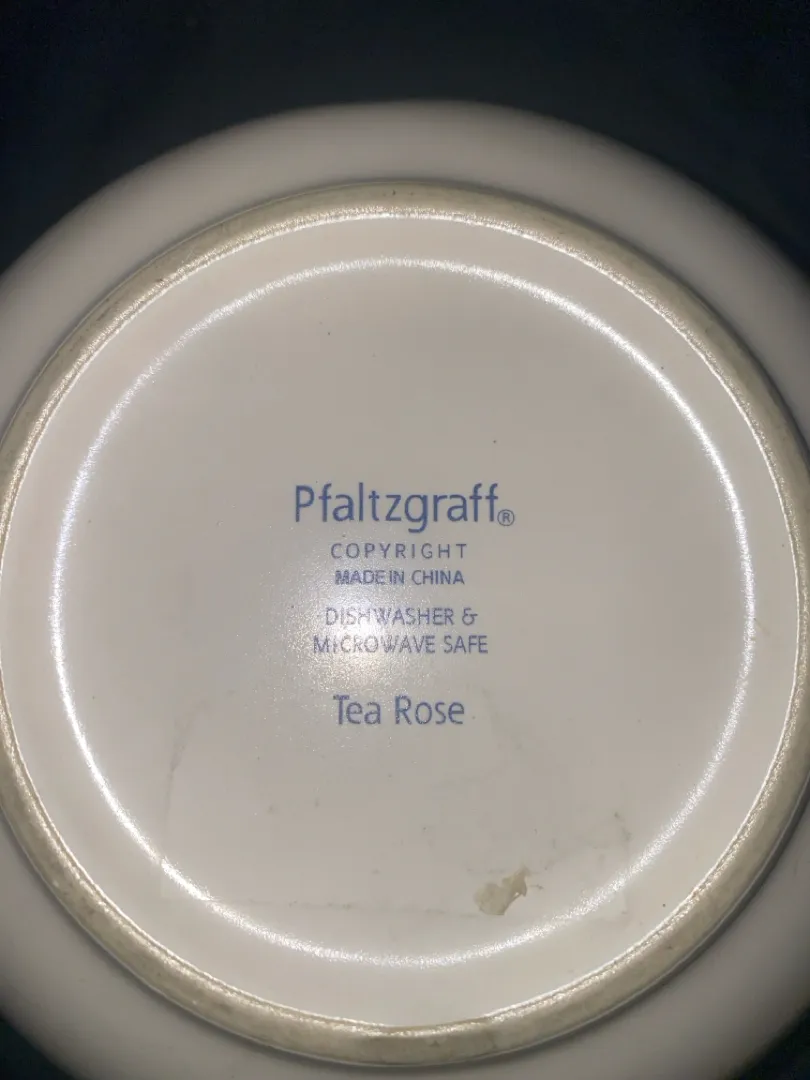 Pfaltzgraff®
COPYRIGHT
MADE IN CHINA
DISHWASHER &
MICROWAVE SAFE
Tea Rose